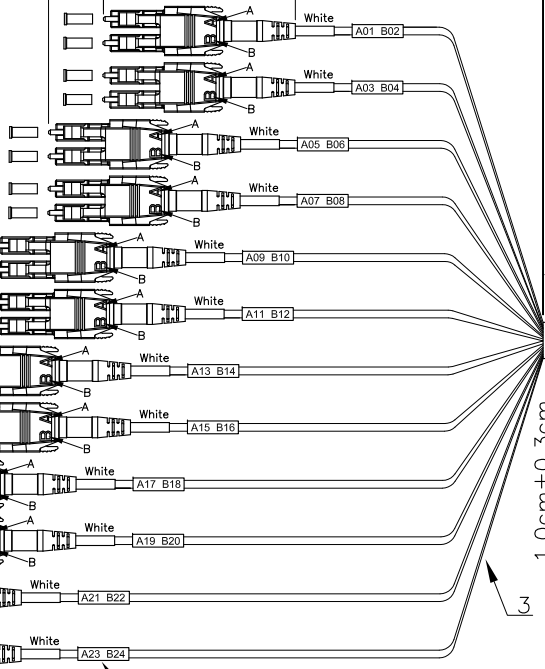 A
White
A01 B02
A
B
B
A
White
A03 B04
A
B
B
A
White
A05 B06
A
B
B
A
White
A07 B08
A
B
B
A
White
A09 B10
A
B
B
A
White
A11 B12
A
B
B
A
White
A13 B14
A
B
B
A
White
A15 B16
A
B
B
A
White
A17 B18
B
A
White
A19 B20
B
White
A21 B22
White
A23 B24
3